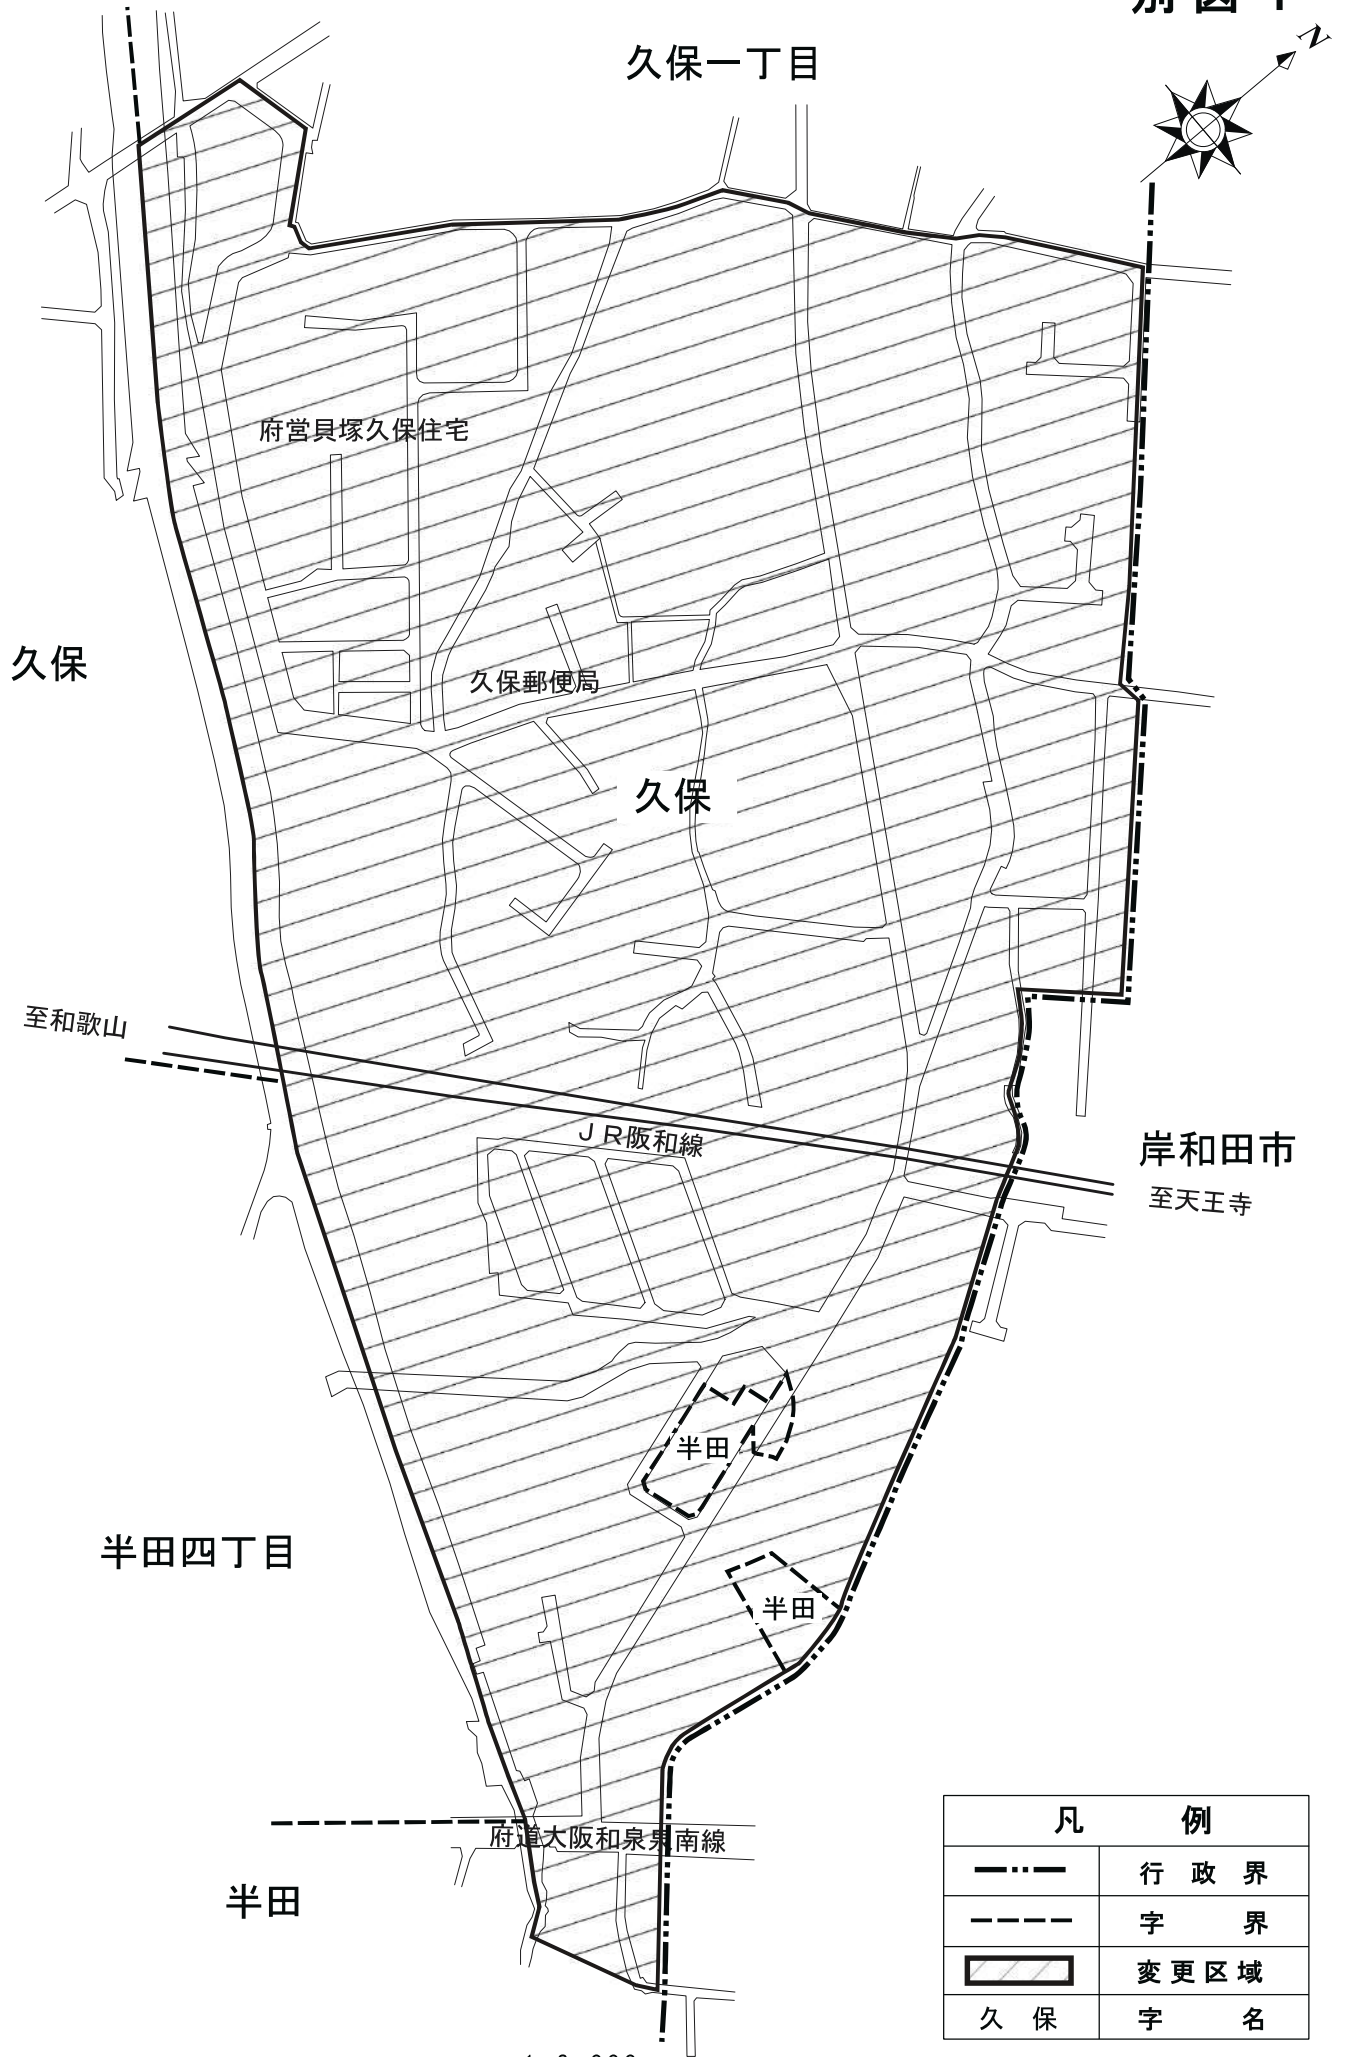 別図1
N
久保一丁目
府営貝塚久保住宅
久保
久保郵便局
久保
至和歌山
JR阪和線
岸和田市
至天王寺
半田
半田四丁目
半田
府道大阪和泉泉南線
半田
凡 例
行政界
字界
変更区域
久保 字名